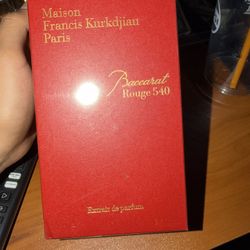 Maison
Francis Kurkdjian
Paris
Baccarat
Rouge 540
Extrait de parfum